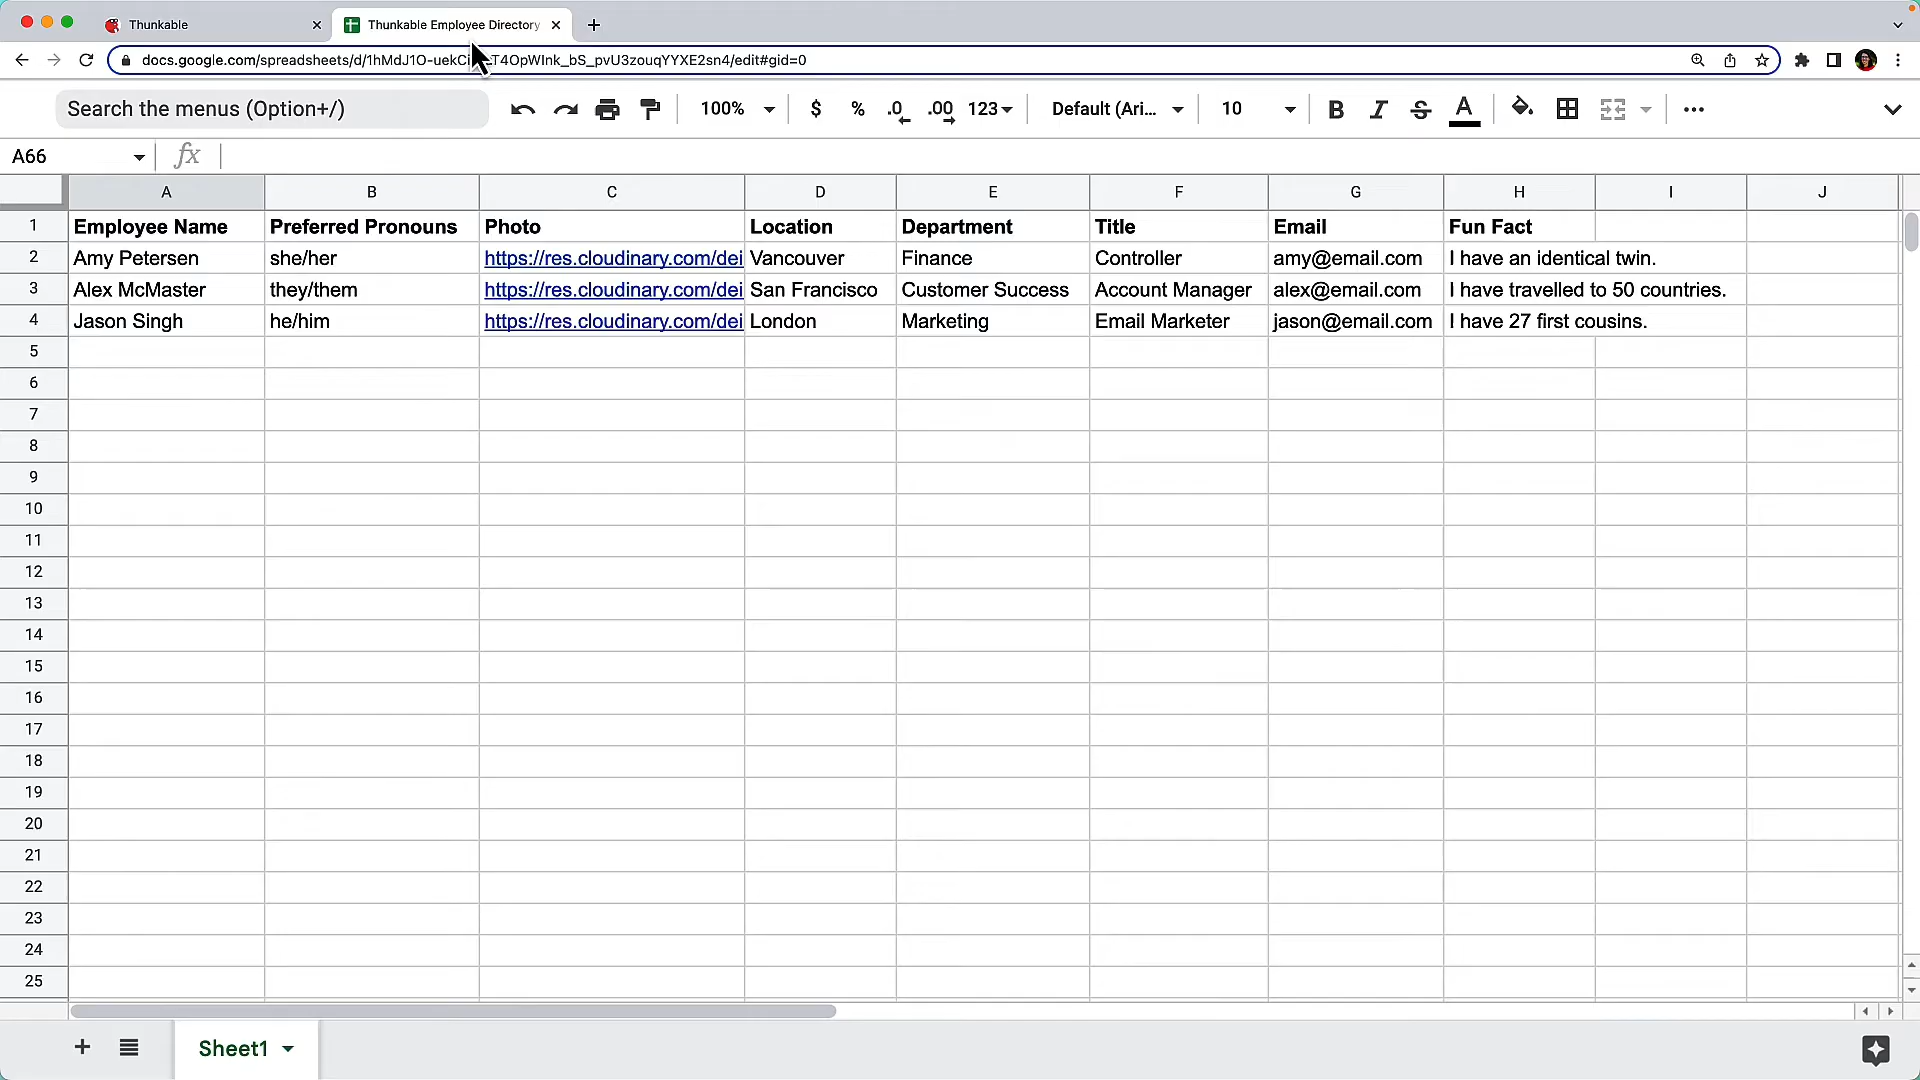 Thunkable
Thunkable Employee Directory
docs.google.com/spreadsheets/d/1hMdJ1O-uekC T4OpWInk_bS_pvU3zouqYYXE2sn4/edit#gid=0
Search the menus (Option+/) 100% $ % .0 .00 123 Default (Ari... 10 B I S A
A66 fx
A B C D E F G H I J
1 Employee Name Preferred Pronouns Photo Location Department Title Email Fun Fact
2 Amy Petersen she/her https://res.cloudinary.com/dei Vancouver Finance Controller amy@email.com I have an identical twin.
3 Alex McMaster they/them https://res.cloudinary.com/dei San Francisco Customer Success Account Manager alex@email.com I have travelled to 50 countries.
4 Jason Singh he/him https://res.cloudinary.com/dei London Marketing Email Marketer jason@email.com I have 27 first cousins.
5
6
7
8
9
10
11
12
13
14
15
16
17
18
19
20
21
22
23
24
25
Sheet1